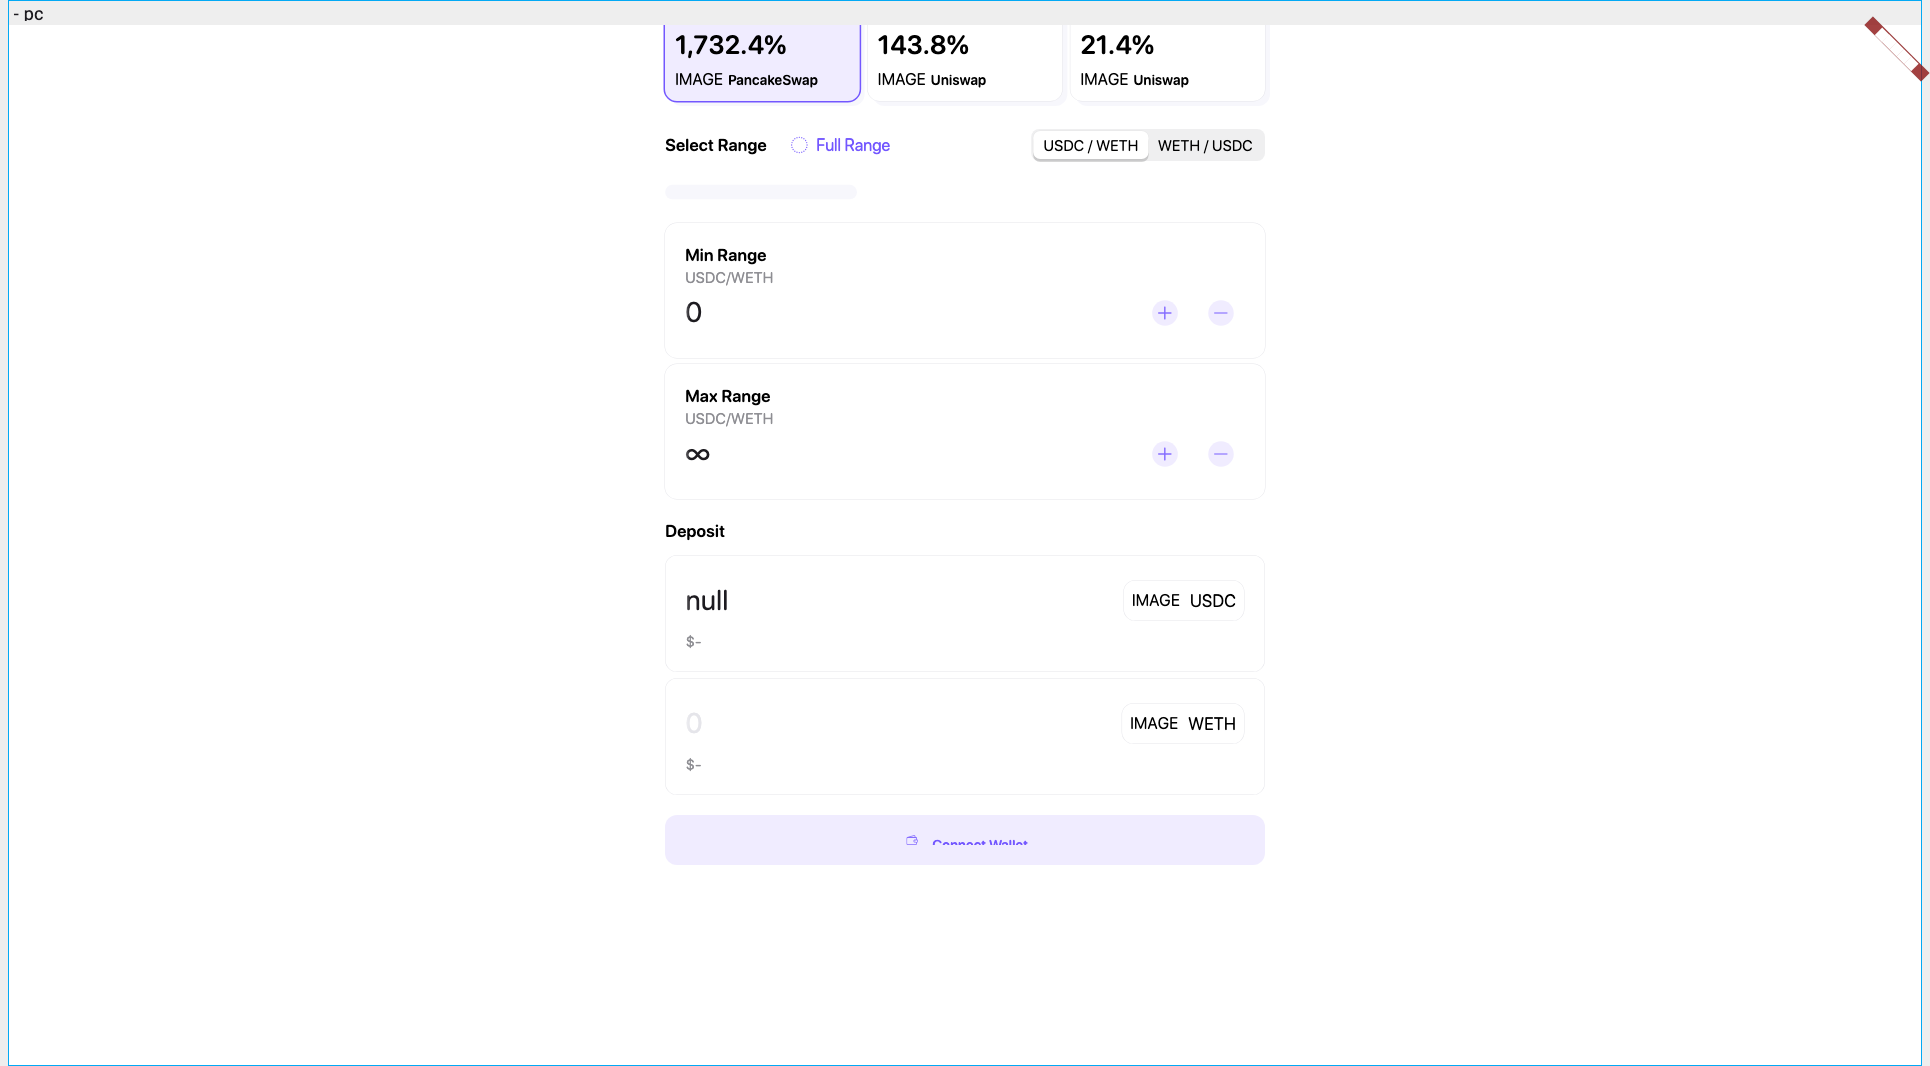 - pc
1,732.4% 143.8% 21.4%
IMAGE PancakeSwap IMAGE Uniswap IMAGE Uniswap
Select Range Full Range USDC / WETH WETH / USDC
Min Range
USDC/WETH
0
Max Range
USDC/WETH
∞
Deposit
null IMAGE USDC
$-
0 IMAGE WETH
$-
Connect Wallet